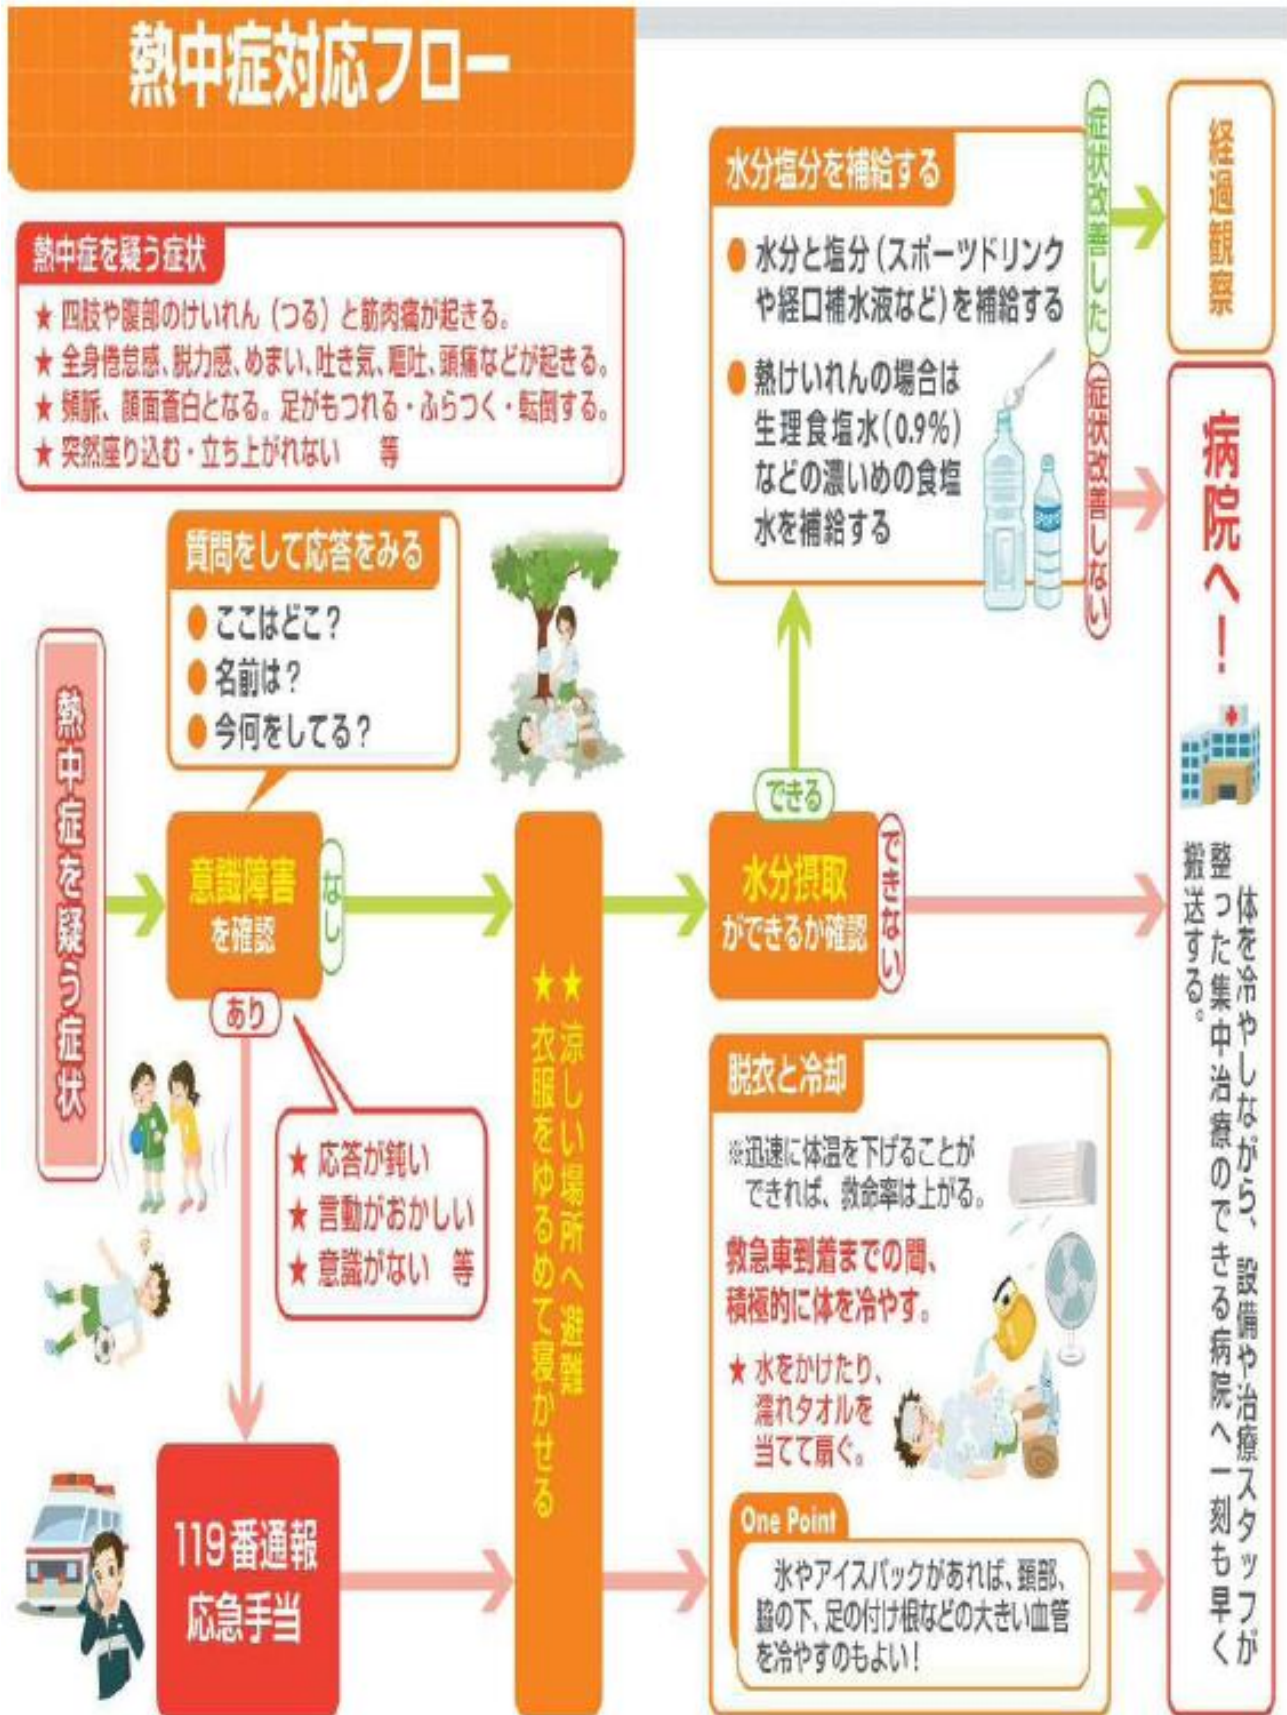 熱中症対応フロー
熱中症を疑う症状
★ 四肢や腹部のけいれん（つる）と筋肉痛が起きる。
★ 全身倦怠感、脱力感、めまい、吐き気、嘔吐、頭痛などが起きる。
★ 頻脈、顔面蒼白となる。足がもつれる・ふらつく・転倒する。
★ 突然座り込む・立ち上がれない　等
熱中症を疑う症状
質問をして応答をみる
● ここはどこ？
● 名前は？
● 今何をしてる？
意識障害
を確認
なし
あり
★ 応答が鈍い
★ 言動がおかしい
★ 意識がない　等
119番通報
応急手当
★ 涼しい場所へ避難
★ 衣服をゆるめて寝かせる
水分摂取
ができるか確認
できる
できない
水分塩分を補給する
● 水分と塩分（スポーツドリンク
や経口補水液など）を補給する
● 熱けいれんの場合は
生理食塩水（0.9％）
などの濃いめの食塩
水を補給する
SPORTS
症状改善した
症状改善しない
経過観察
脱衣と冷却
※迅速に体温を下げることが
できれば、救命率は上がる。
救急車到着までの間、
積極的に体を冷やす。
★ 水をかけたり、
濡れタオルを
当てて扇ぐ。
One Point
氷やアイスパックがあれば、頚部、
脇の下、足の付け根などの大きい血管
を冷やすのもよい！
病院へ！
体を冷やしながら、設備や治療スタッフが
整った集中治療のできる病院へ一刻も早く
搬送する。